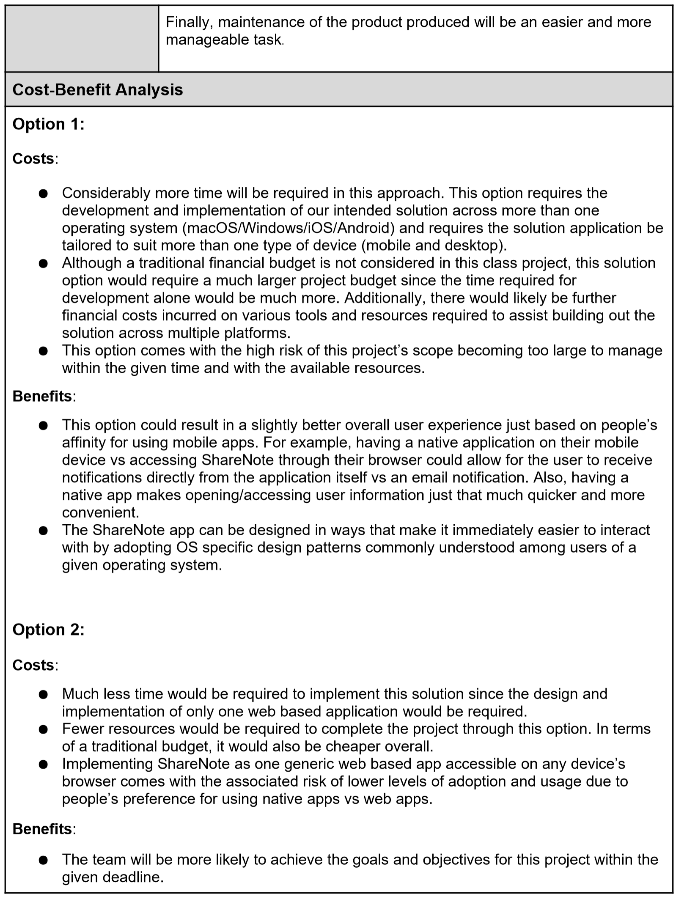 Finally, maintenance of the product produced will be an easier and more
manageable task.
Cost-Benefit Analysis
Option 1:
Costs:
● Considerably more time will be required in this approach. This option requires the
development and implementation of our intended solution across more than one
operating system (macOS/Windows/iOS/Android) and requires the solution application be
tailored to suit more than one type of device (mobile and desktop).
● Although a traditional financial budget is not considered in this class project, this solution
option would require a much larger project budget since the time required for
development alone would be much more. Additionally, there would likely be further
financial costs incurred on various tools and resources required to assist building out the
solution across multiple platforms.
● This option comes with the high risk of this project's scope becoming too large to manage
within the given time and with the available resources.
Benefits:
● This option could result in a slightly better overall user experience just based on people's
affinity for using mobile apps. For example, having a native application on their mobile
device vs accessing ShareNote through their browser could allow for the user to receive
notifications directly from the application itself vs an email notification. Also, having a
native app makes opening/accessing user information just that much quicker and more
convenient.
● The ShareNote app can be designed in ways that make it immediately easier to interact
with by adopting OS specific design patterns commonly understood among users of a
given operating system.
Option 2:
Costs:
● Much less time would be required to implement this solution since the design and
implementation of only one web based application would be required.
● Fewer resources would be required to complete the project through this option. In terms
of a traditional budget, it would also be cheaper overall.
● Implementing ShareNote as one generic web based app accessible on any device's
browser comes with the associated risk of lower levels of adoption and usage due to
people's preference for using native apps vs web apps.
Benefits:
● The team will be more likely to achieve the goals and objectives for this project within the
given deadline.